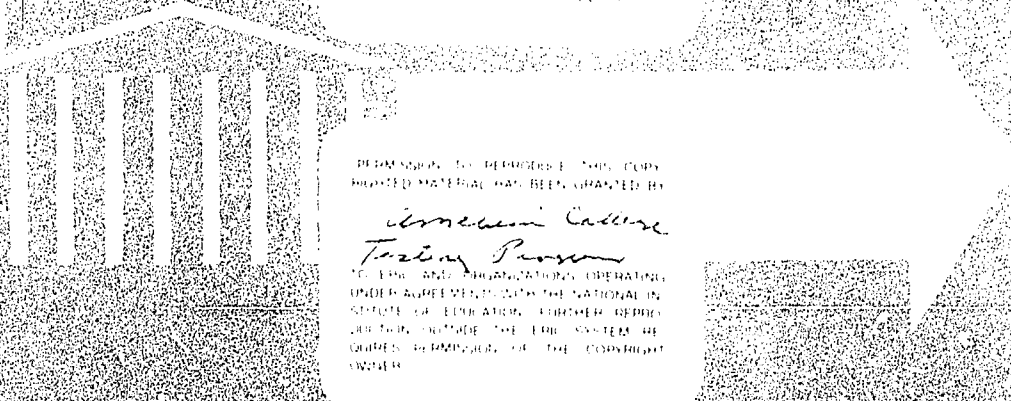 PERMISSION TO REPRODUCE THIS COPY-
RIGHTED MATERIAL HAS BEEN GRANTED BY
American College
Testing Program
TO ERIC AND ORGANIZATIONS OPERATING
UNDER AGREEMENTS WITH THE NATIONAL IN-
STITUTE OF EDUCATION. FURTHER REPRO-
DUCTION OUTSIDE THE ERIC SYSTEM RE-
QUIRES PERMISSION OF THE COPYRIGHT
OWNER